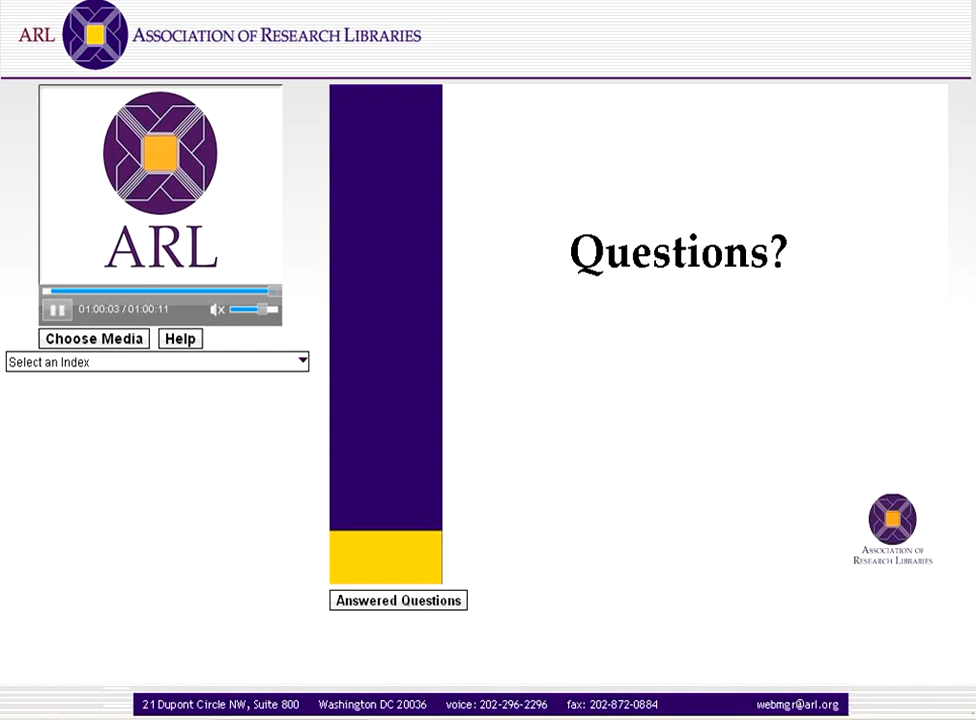 ARL ASSOCIATION OF RESEARCH LIBRARIES
ARL
01:00:03 / 01:00:11
Choose Media Help
Select an Index
Questions?
ASSOCIATION OF
RESEARCH LIBRARIES
Answered Questions
21 Dupont Circle NW, Suite 800 Washington DC 20036 voice: 202-296-2296 fax: 202-872-0884 webmgr@arl.org